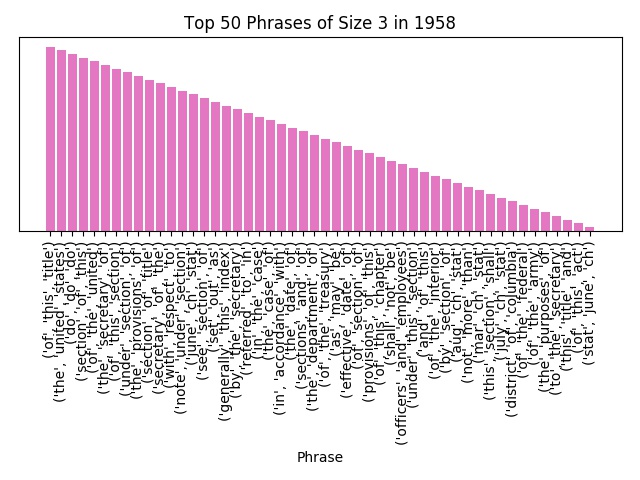 Top 50 Phrases of Size 3 in 1958
('of', 'this', 'title')
('the', 'united', 'states')
('do', 'do', 'do')
('section', 'of', 'this')
('of', 'the', 'united')
('the', 'secretary', 'of')
('of', 'this', 'section')
('under', 'section', 'of')
('the', 'provisions', 'of')
('section', 'of', 'title')
('secretary', 'of', 'the')
('with', 'respect', 'to')
('note', 'under', 'section')
('june', 'ch', 'stat')
('see', 'section', 'of')
('set', 'out', 'as')
('generally', 'this', 'index')
('by', 'the', 'secretary')
('referred', 'to', 'in')
('in', 'the', 'case')
('the', 'case', 'of')
('in', 'accordance', 'with')
('the', 'date', 'of')
('sections', 'and', 'of')
('the', 'department', 'of')
('of', 'the', 'treasury')
('as', 'may', 'be')
('effective', 'date', 'of')
('of', 'section', 'of')
('provisions', 'of', 'this')
('of', 'this', 'chapter')
('shall', 'not', 'be')
('officers', 'and', 'employees')
('under', 'this', 'section')
('and', 'of', 'this')
('of', 'the', 'interior')
('by', 'section', 'of')
('aug', 'ch', 'stat')
('not', 'more', 'than')
('mar', 'ch', 'stat')
('this', 'section', 'shall')
('july', 'ch', 'stat')
('district', 'of', 'columbia')
('of', 'the', 'federal')
('of', 'the', 'army')
('the', 'purposes', 'of')
('to', 'the', 'secretary')
('this', 'title', 'and')
('of', 'this', 'act')
('stat', 'june', 'ch')
Phrase